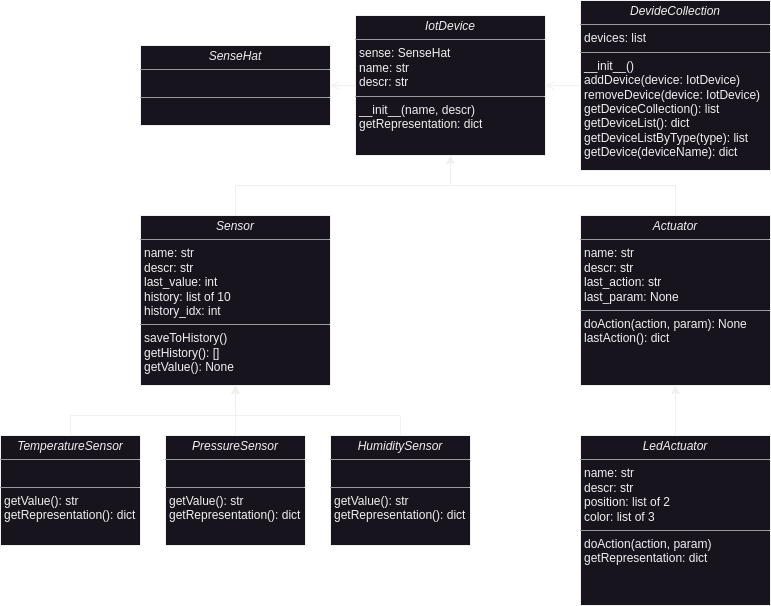 SenseHat
IotDevice
sense: SenseHat
name: str
descr: str
__init__(name, descr)
getRepresentation: dict
DevideCollection
devices: list
__init__()
addDevice(device: IotDevice)
removeDevice(device: IotDevice)
getDeviceCollection(): list
getDeviceList(): dict
getDeviceListByType(type): list
getDevice(deviceName): dict
Sensor
name: str
descr: str
last_value: int
history: list of 10
history_idx: int
saveToHistory()
getHistory(): []
getValue(): None
Actuator
name: str
descr: str
last_action: str
last_param: None
doAction(action, param): None
lastAction(): dict
TemperatureSensor
getValue(): str
getRepresentation(): dict
PressureSensor
getValue(): str
getRepresentation(): dict
HumiditySensor
getValue(): str
getRepresentation(): dict
LedActuator
name: str
descr: str
position: list of 2
color: list of 3
doAction(action, param)
getRepresentation: dict